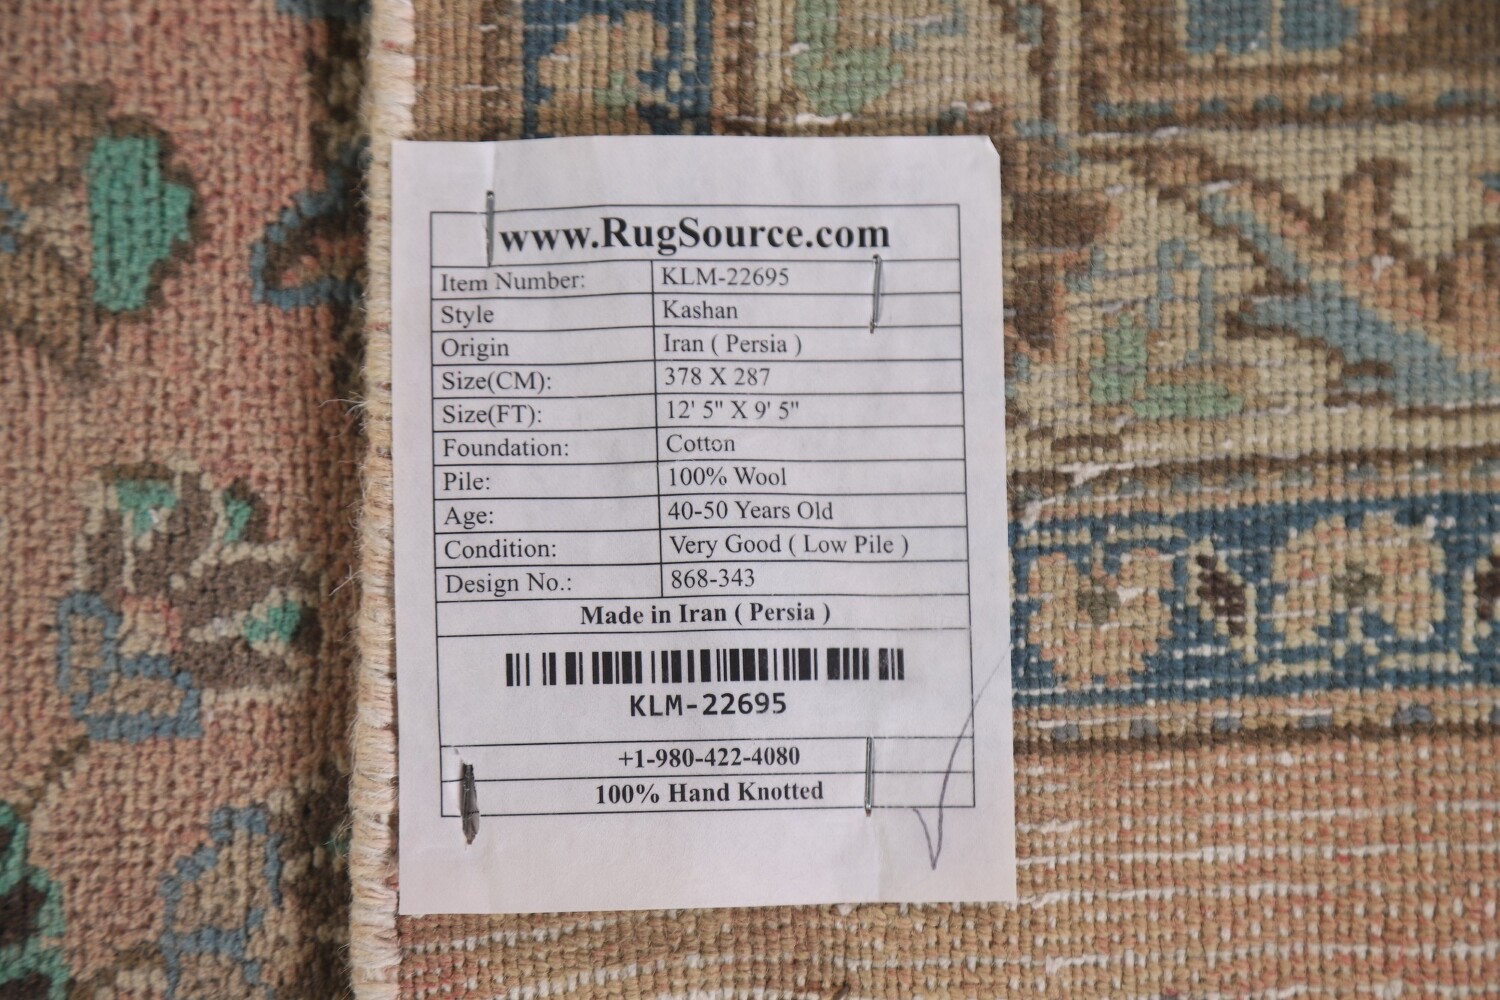 www.RugSource.com
Item Number: KLM-22695
Style Kashan
Origin Iran ( Persia )
Size(CM): 378 X 287
Size(FT): 12' 5" X 9' 5"
Foundation: Cotton
Pile: 100% Wool
Age: 40-50 Years Old
Condition: Very Good ( Low Pile )
Design No.: 868-343
Made in Iran ( Persia )
KLM-22695
+1-980-422-4080
100% Hand Knotted